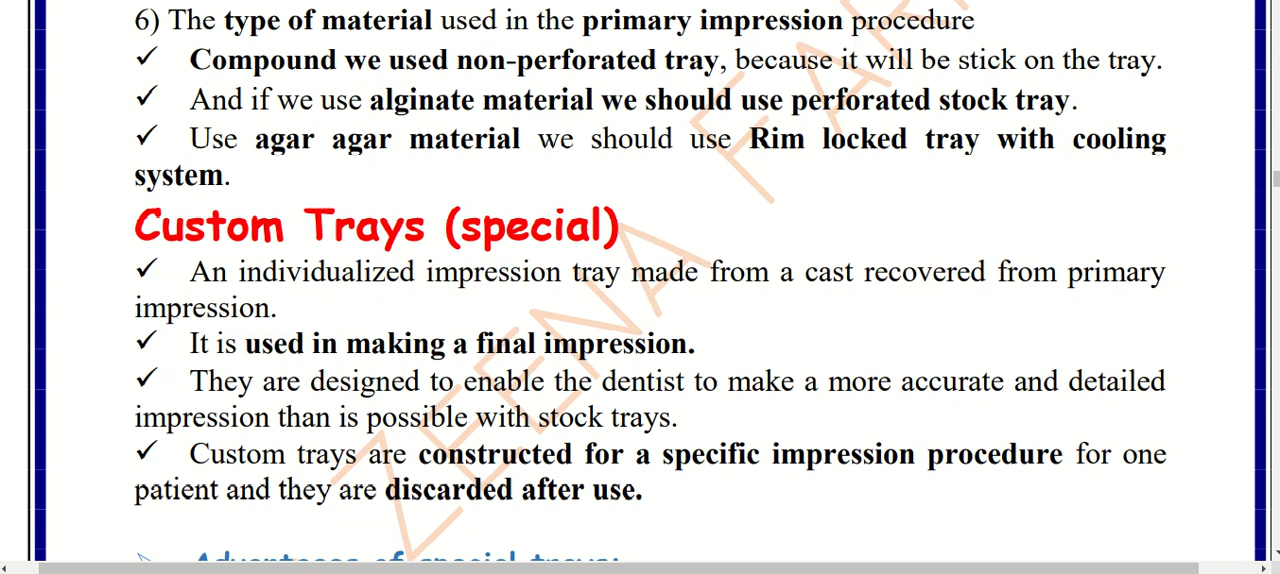 6) The type of material used in the primary impression procedure
✓ Compound we used non-perforated tray, because it will be stick on the tray.
✓ And if we use alginate material we should use perforated stock tray.
✓ Use agar agar material we should use Rim locked tray with cooling
system.
Custom Trays (special)
✓ An individualized impression tray made from a cast recovered from primary
impression.
✓ It is used in making a final impression.
✓ They are designed to enable the dentist to make a more accurate and detailed
impression than is possible with stock trays.
✓ Custom trays are constructed for a specific impression procedure for one
patient and they are discarded after use.
of special trays:
ZEENA